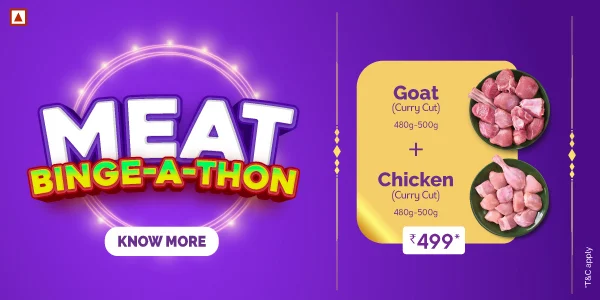 MEAT
BINGE-A-THON
KNOW MORE
Goat
(Curry Cut)
480g-500g
+
Chicken
(Curry Cut)
480g-500g
₹499*
*T&C apply